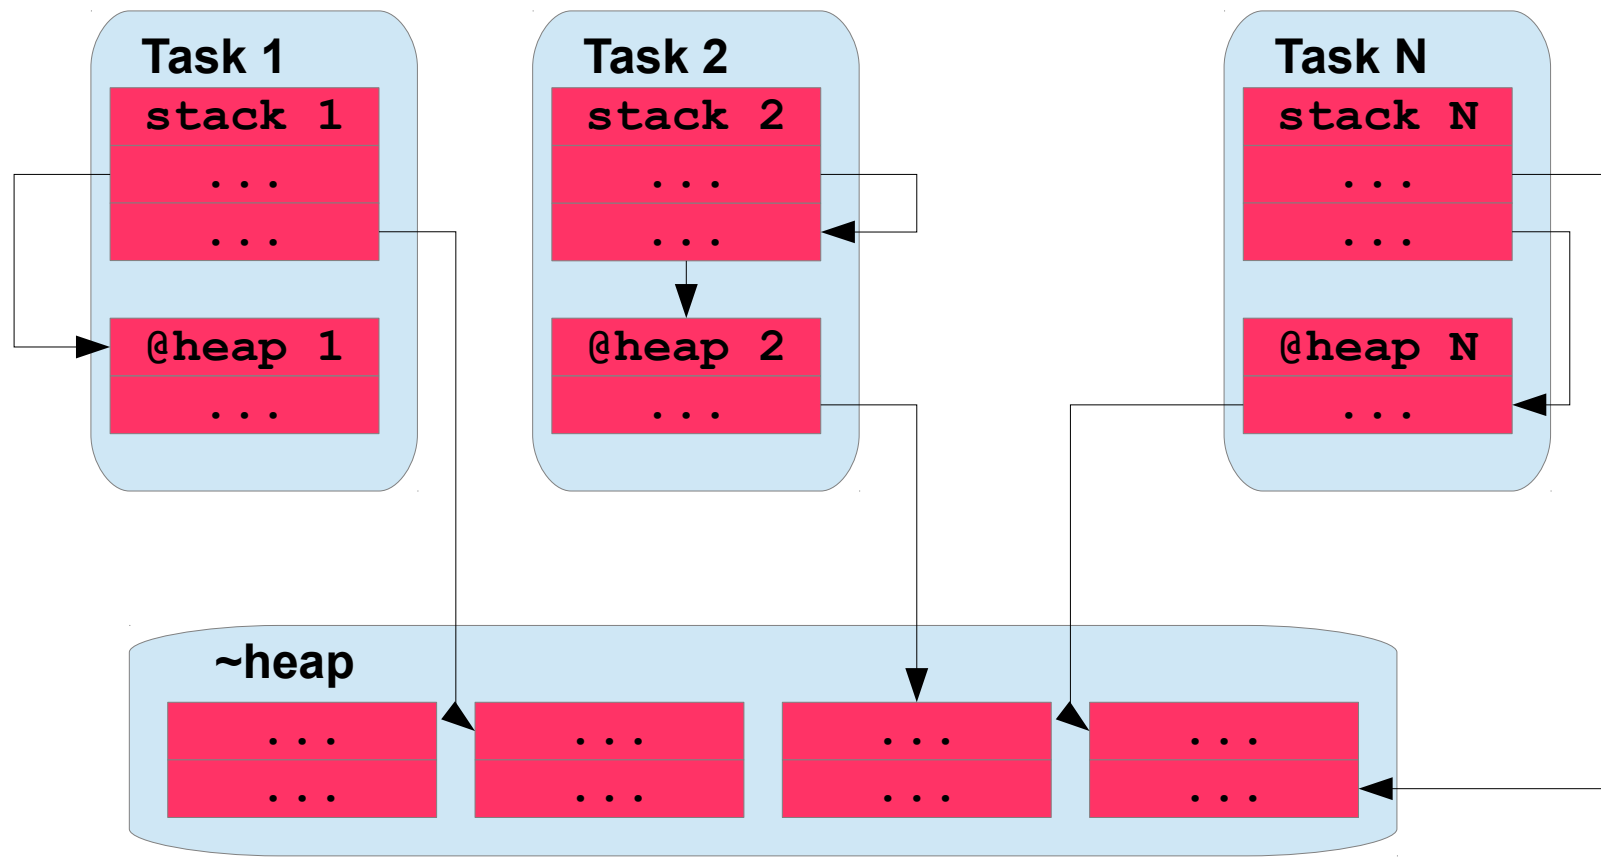 Task 1
stack 1
...
...
@heap 1
...
Task 2
stack 2
...
...
@heap 2
...
Task N
stack N
...
...
@heap N
...
~heap
... ... ... ...
... ... ... ...